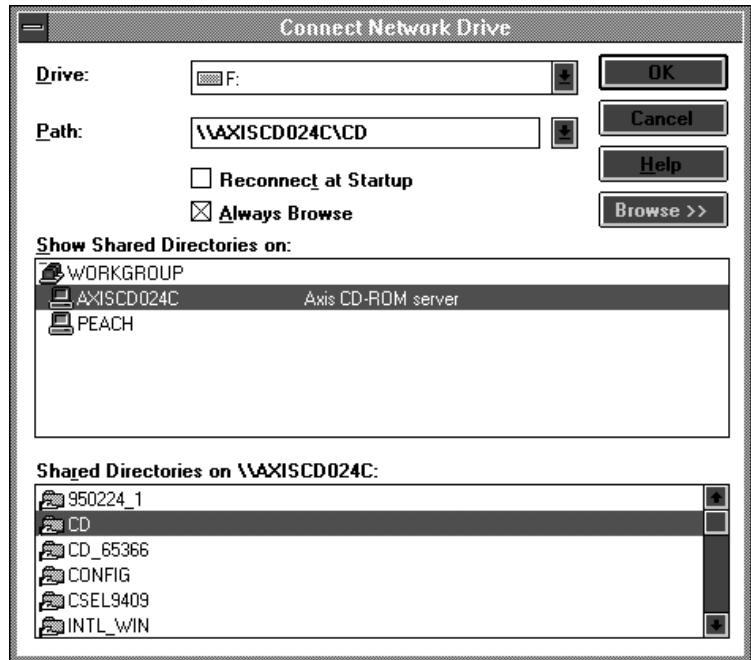 Connect Network Drive
Drive:
F:
OK
Path:
\\AXISCD024C\CD
Cancel
Reconnect at Startup
Help
Always Browse
Browse >>
Show Shared Directories on:
WORKGROUP
AXISCD024C Axis CD-ROM server
PEACH
Shared Directories on \\AXISCD024C:
950224_1
CD
CD_65366
CONFIG
CSEL9409
INTL_WIN